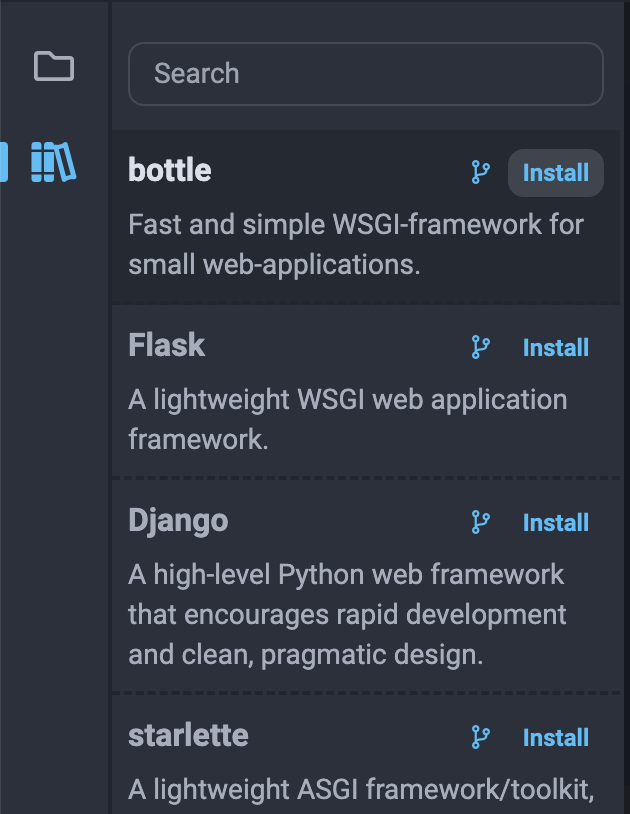 Search
bottle
Install
Fast and simple WSGI-framework for
small web-applications.
Flask
Install
A lightweight WSGI web application
framework.
Django
Install
A high-level Python web framework
that encourages rapid development
and clean, pragmatic design.
starlette
Install
A lightweight ASGI framework/toolkit,